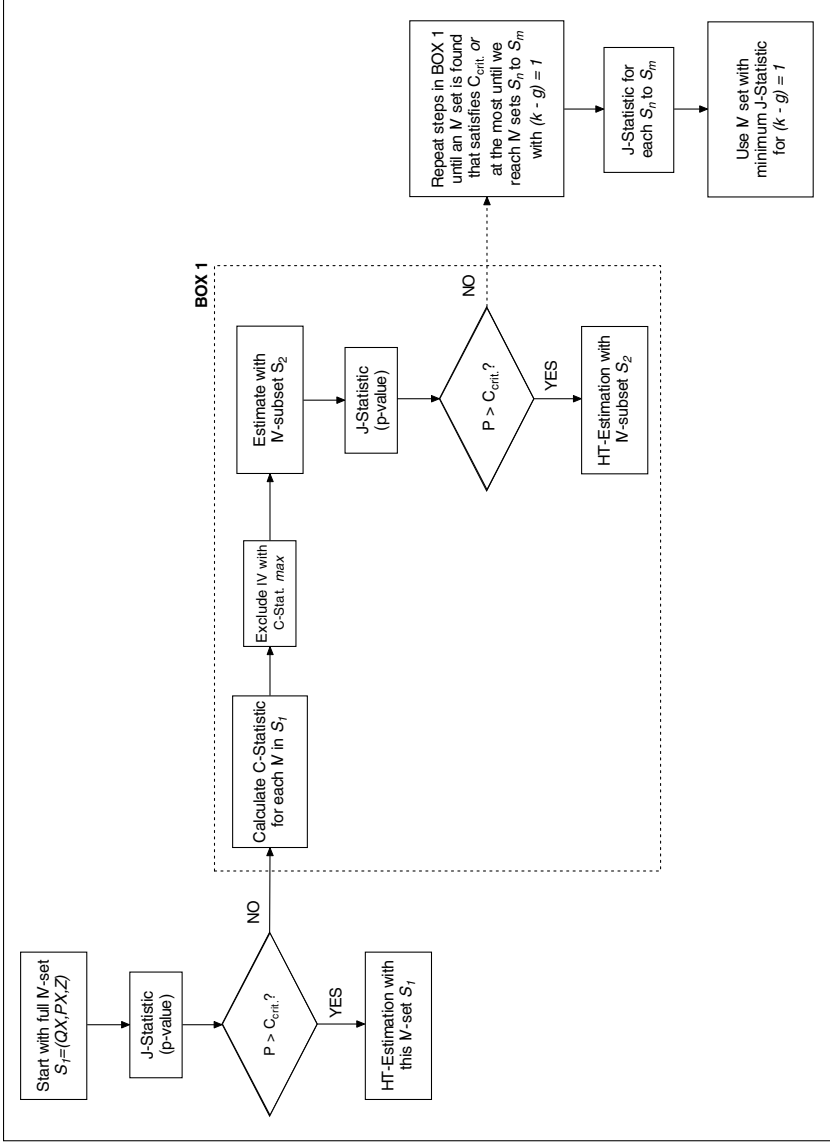 Start with full IV-set
S1=(QX,PX,Z)
J-Statistic
(p-value)
P > Ccrit.?
NO
YES
HT-Estimation with
this IV-set S1
BOX 1
Calculate C-Statistic
for each IV in S1
Exclude IV with
C-Stat. max
Estimate with
IV-subset S2
J-Statistic
(p-value)
P > Ccrit.?
NO
YES
HT-Estimation with
IV-subset S2
Repeat steps in BOX 1
until an IV set is found
that satisfies Ccrit. or
at the most until we
reach IV sets Sn to Sm
with (k - g) = 1
J-Statistic for
each Sn to Sm
Use IV set with
minimum J-Statistic
for (k - g) = 1